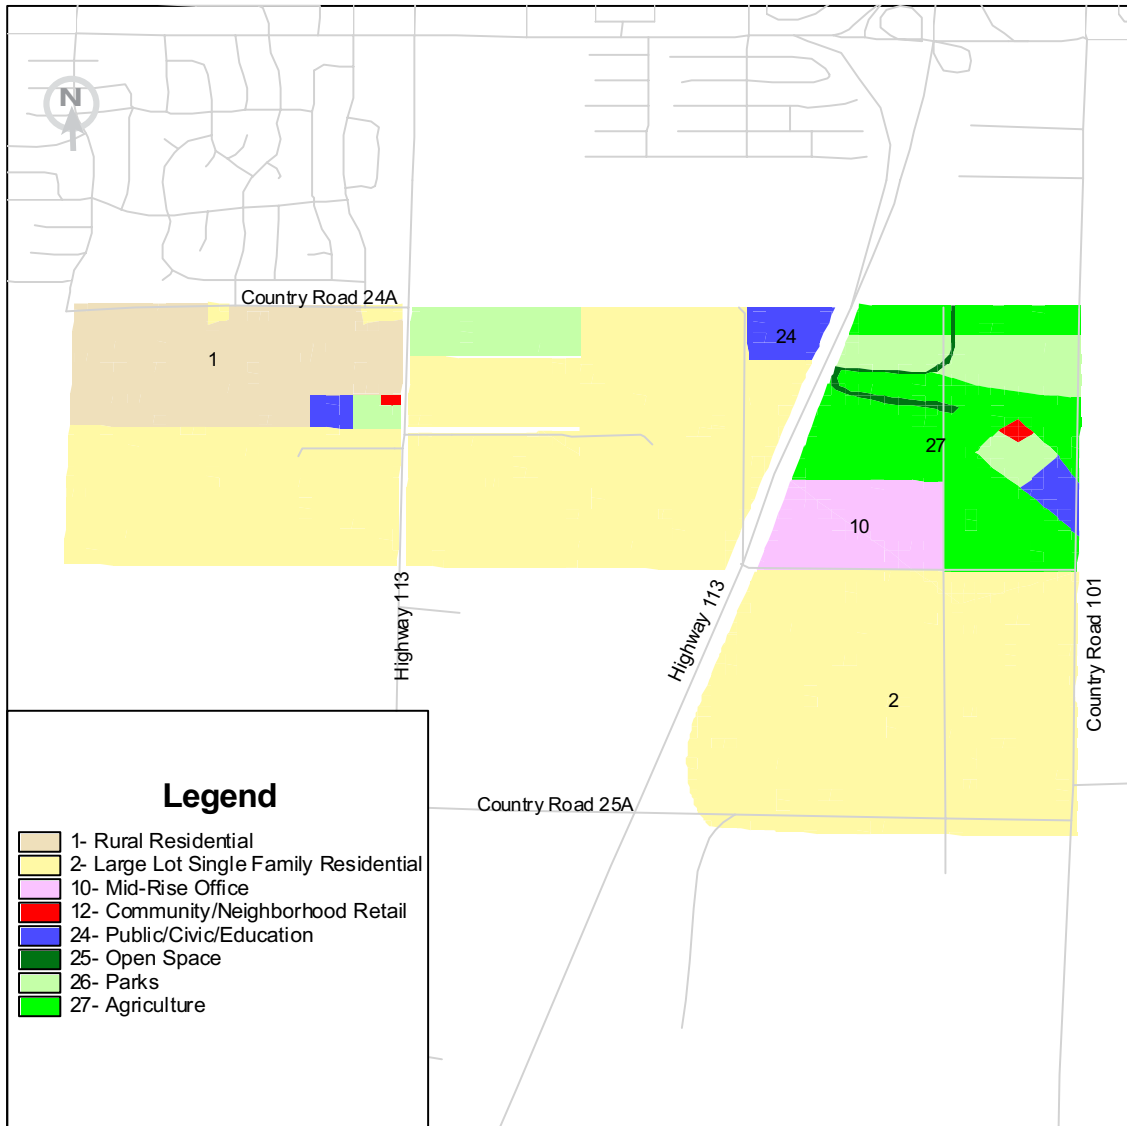 N
Country Road 24A
1
24
27
10
Highway 113
Highway 113
Country Road 101
2
Country Road 25A
Legend
1- Rural Residential
2- Large Lot Single Family Residential
10- Mid-Rise Office
12- Community/Neighborhood Retail
24- Public/Civic/Education
25- Open Space
26- Parks
27- Agriculture